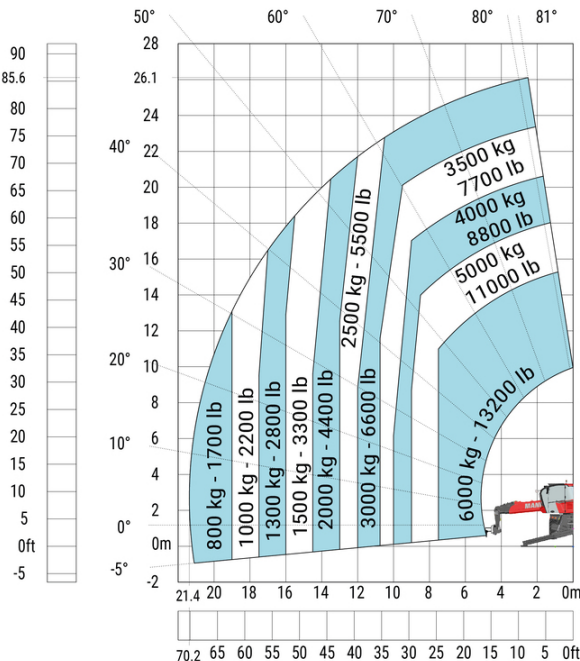 50° 60° 70° 80° 81°
90 28
85.6 26.1
80 24
75
70 40° 22
65 20
60 18
55
50 30° 16
45 14
40 12
35
30 20° 10
25 8
20 6
15 10°
10 4
5 0° 2
0ft 0m
-5 -5° -2
3500 kg
7700 lb
4000 kg
8800 lb
5000 kg
11000 lb
6000 kg - 13200 lb
2500 kg - 5500 lb
800 kg - 1700 lb
1000 kg - 2200 lb
1300 kg - 2800 lb
1500 kg - 3300 lb
2000 kg - 4400 lb
3000 kg - 6600 lb
21.4 20 18 16 14 12 10 8 6 4 2 0m
70.2 65 60 55 50 45 40 35 30 25 20 15 10 5 0ft